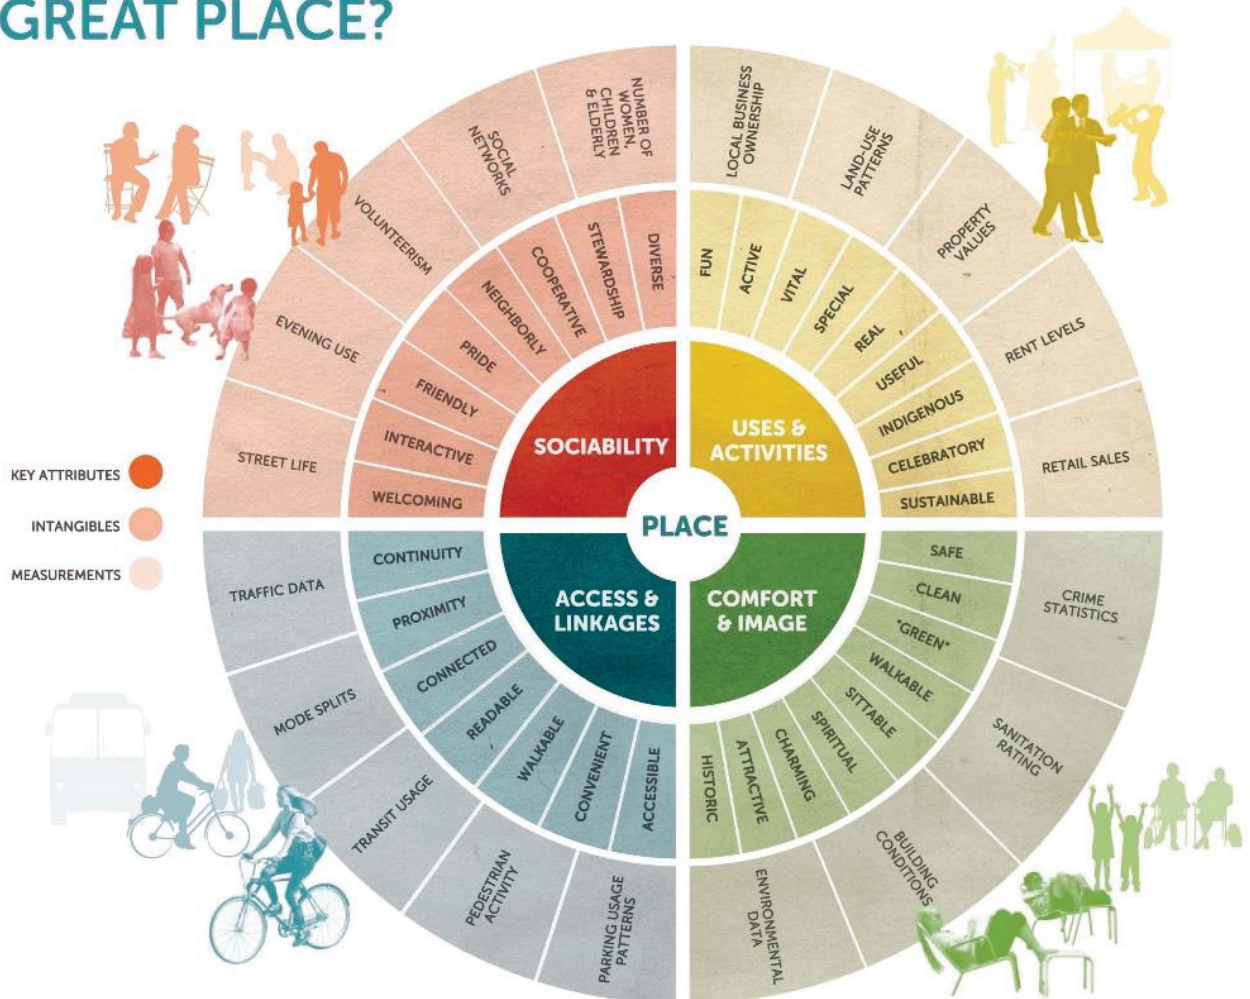 GREAT PLACE?
NUMBER OF
WOMEN,
CHILDREN
& ELDERLY
SOCIAL
NETWORKS
VOLUNTEERISM
EVENING USE
STREET LIFE
DIVERSE
STEWARDSHIP
COOPERATIVE
NEIGHBORLY
PRIDE
FRIENDLY
INTERACTIVE
WELCOMING
SOCIABILITY
LOCAL BUSINESS
OWNERSHIP
LAND-USE
PATTERNS
PROPERTY
VALUES
RENT LEVELS
RETAIL SALES
FUN
ACTIVE
VITAL
SPECIAL
REAL
USEFUL
INDIGENOUS
CELEBRATORY
SUSTAINABLE
USES &
ACTIVITIES
KEY ATTRIBUTES
INTANGIBLES
MEASUREMENTS
PLACE
ACCESS &
LINKAGES
CONTINUITY
PROXIMITY
CONNECTED
READABLE
WALKABLE
CONVENIENT
ACCESSIBLE
TRAFFIC DATA
MODE SPLITS
TRANSIT USAGE
PEDESTRIAN
ACTIVITY
PARKING USAGE
PATTERNS
COMFORT
& IMAGE
SAFE
CLEAN
"GREEN"
WALKABLE
SITTABLE
SPIRITUAL
CHARMING
ATTRACTIVE
HISTORIC
CRIME
STATISTICS
SANITATION
RATING
BUILDING
CONDITIONS
ENVIRONMENTAL
DATA